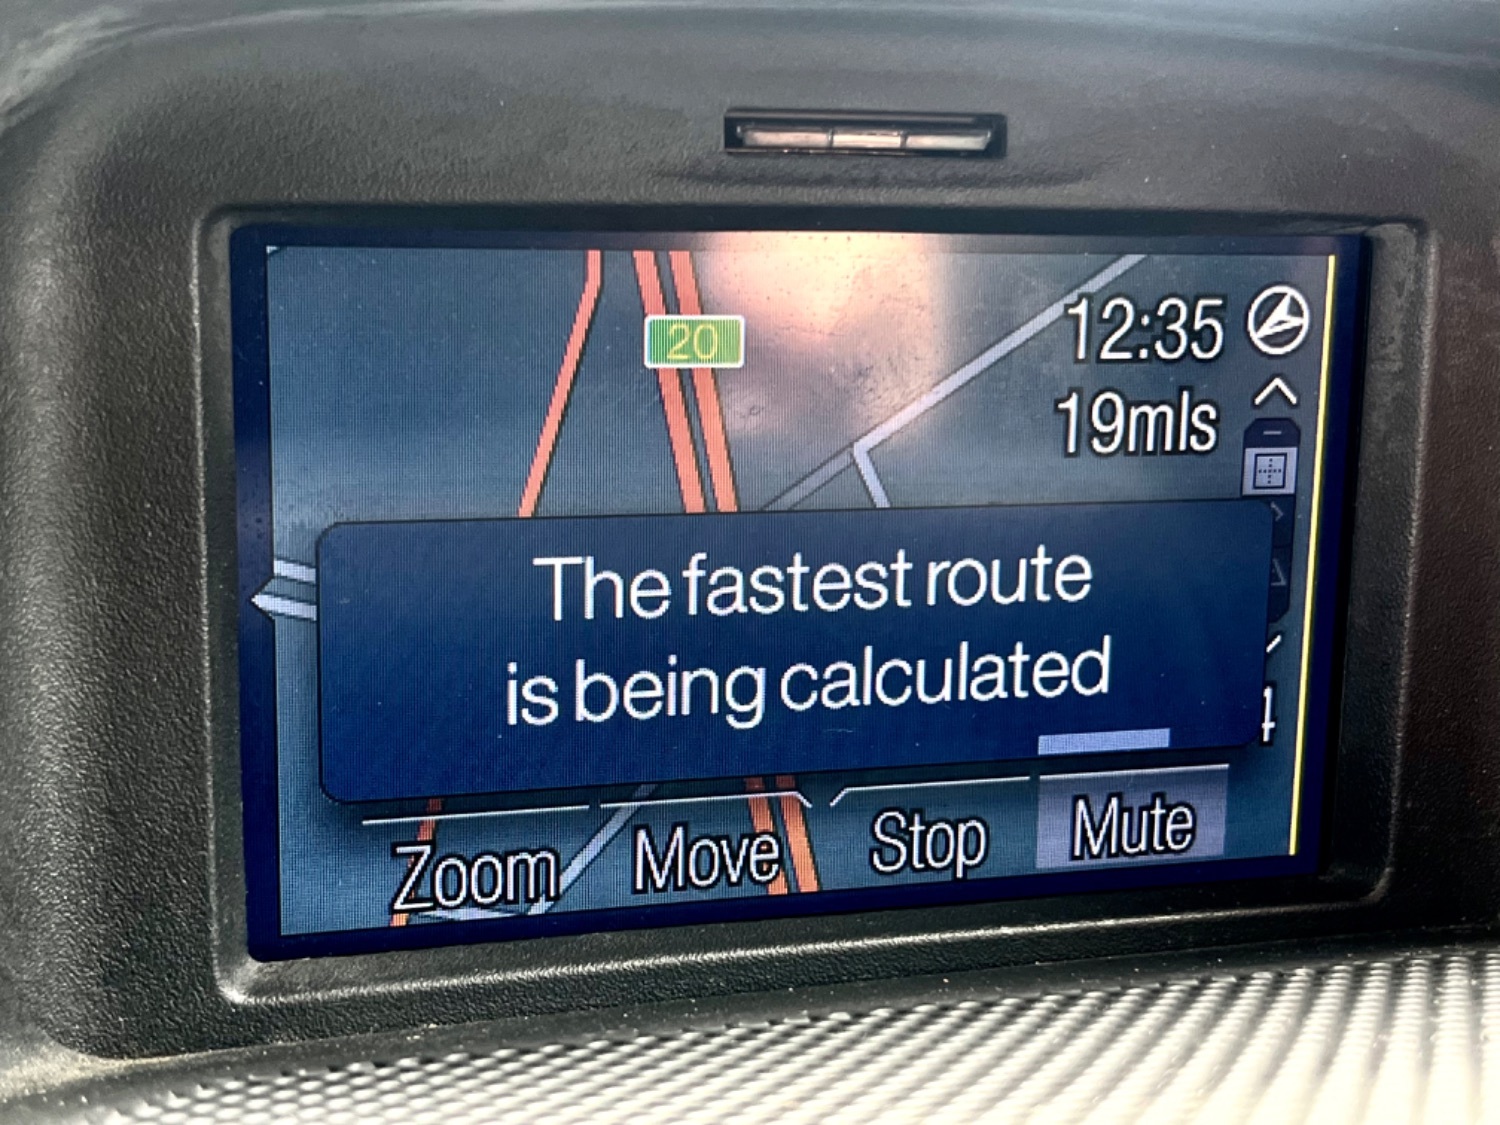 20
12:35
19mls
The fastest route
is being calculated
Zoom Move Stop Mute